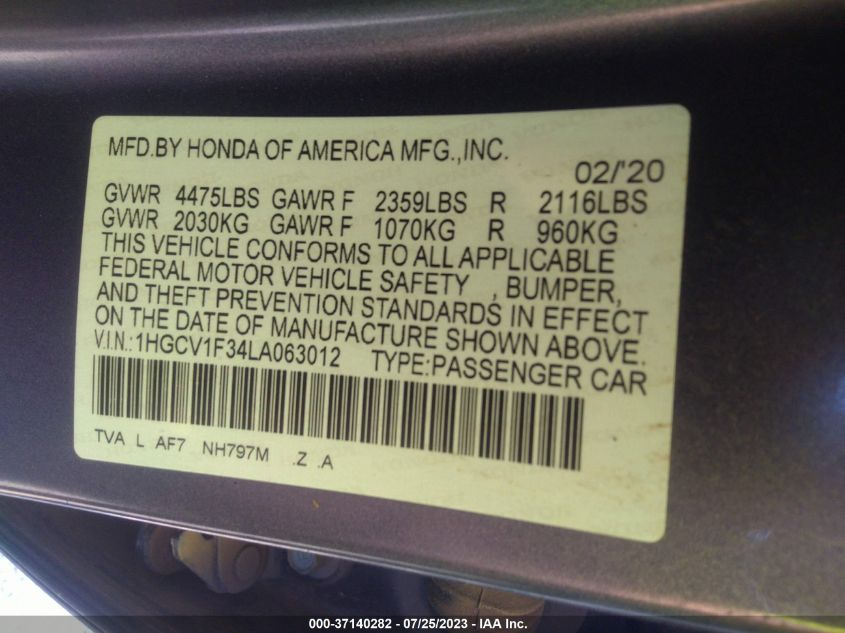 MFD.BY HONDA OF AMERICA MFG.,INC.
02/'20
GVWR 4475LBS GAWR F 2359LBS R 2116LBS
GVWR 2030KG GAWR F 1070KG R 960KG
THIS VEHICLE CONFORMS TO ALL APPLICABLE
FEDERAL MOTOR VEHICLE SAFETY , BUMPER,
AND THEFT PREVENTION STANDARDS IN EFFECT
ON THE DATE OF MANUFACTURE SHOWN ABOVE.
V.I.N.:1HGCV1F34LA063012 TYPE:PASSENGER CAR
TVA L AF7 NH797M .Z .A
000-37140282 - 07/25/2023 - IAA Inc.